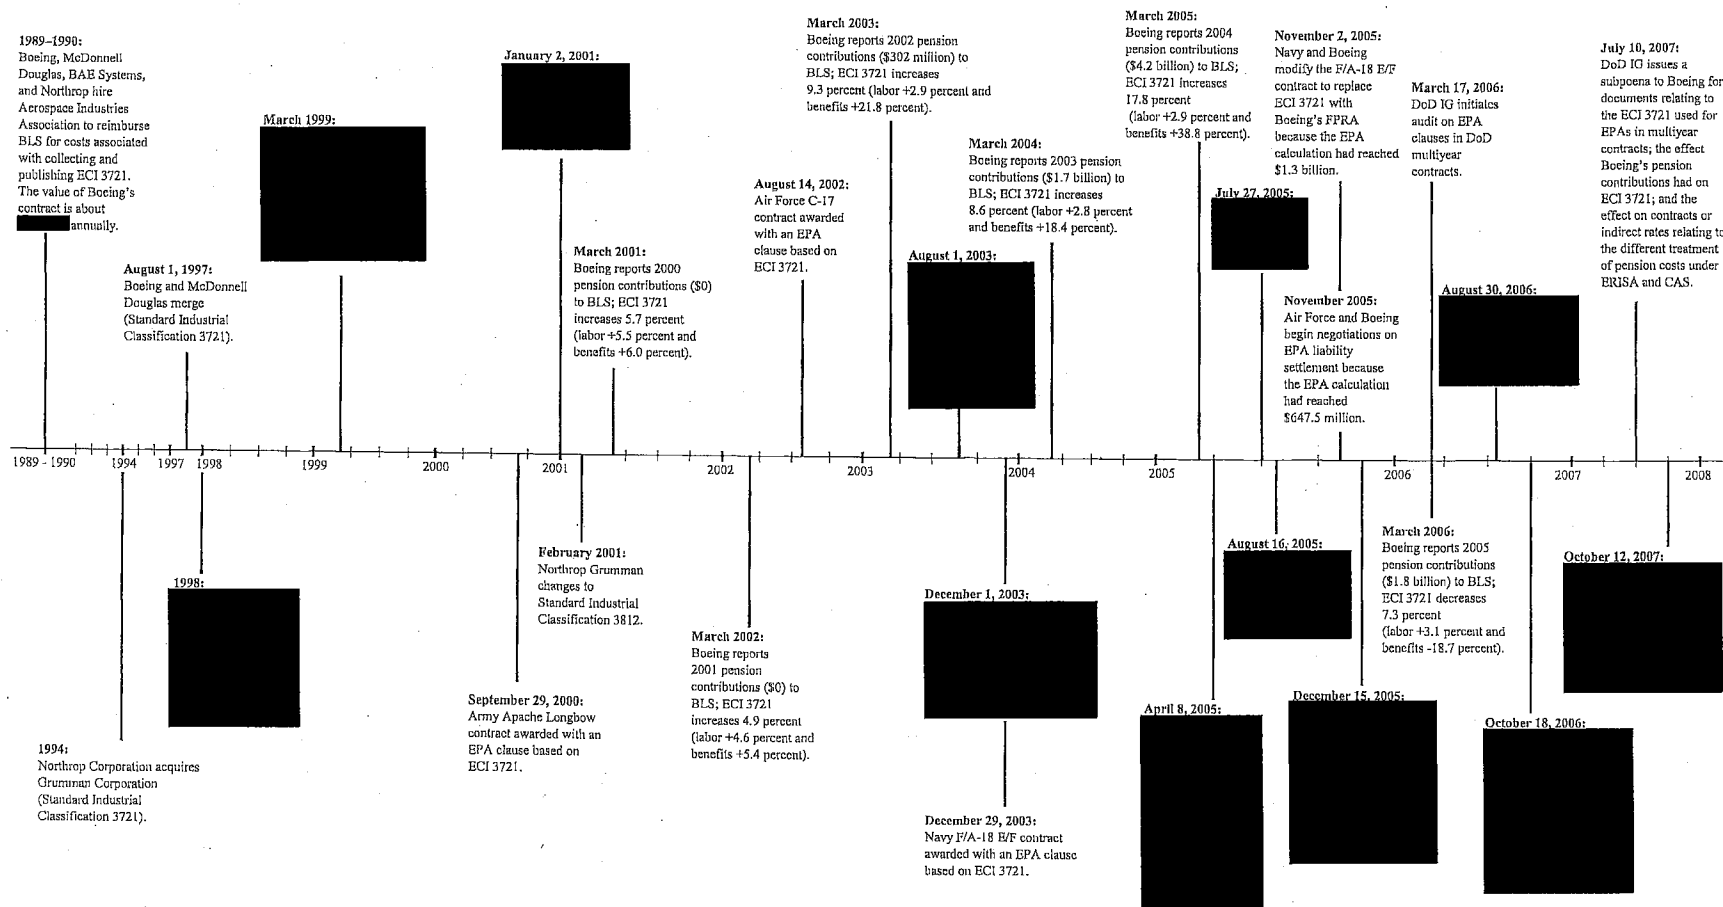 1989–1990:
Boeing, McDonnell
Douglas, BAE Systems,
and Northrop hire
Aerospace Industries
Association to reimburse
BLS for costs associated
with collecting and
publishing ECI 3721.
The value of Boeing's
contract is about
annually.
August 1, 1997:
Boeing and McDonnell
Douglas merge
(Standard Industrial
Classification 3721).
March 1999:
January 2, 2001:
March 2001:
Boeing reports 2000
pension contributions ($0)
to BLS; ECI 3721
increases 5.7 percent
(labor +5.5 percent and
benefits +6.0 percent).
August 14, 2002:
Air Force C-17
contract awarded
with an EPA
clause based on
ECI 3721.
March 2003:
Boeing reports 2002 pension
contributions ($302 million) to
BLS; ECI 3721 increases
9.3 percent (labor +2.9 percent and
benefits +21.8 percent).
August 1, 2003:
March 2004:
Boeing reports 2003 pension
contributions ($1.7 billion) to
BLS; ECI 3721 increases
8.6 percent (labor +2.8 percent
and benefits +18.4 percent).
March 2005:
Boeing reports 2004
pension contributions
($4.2 billion) to BLS;
ECI 3721 increases
17.8 percent
(labor +2.9 percent and
benefits +38.8 percent).
July 27, 2005:
November 2, 2005:
Navy and Boeing
modify the F/A-18 E/F
contract to replace
ECI 3721 with
Boeing's FPRA
because the EPA
calculation had reached
$1.3 billion.
November 2005:
Air Force and Boeing
begin negotiations on
EPA liability
settlement because
the EPA calculation
had reached
$647.5 million.
March 17, 2006:
DoD IG initiates
audit on EPA
clauses in DoD
multiyear
contracts.
August 30, 2006:
July 10, 2007:
DoD IG issues a
subpoena to Boeing for
documents relating to
the ECI 3721 used for
EPAs in multiyear
contracts; the effect
Boeing's pension
contributions had on
ECI 3721; and the
effect on contracts or
indirect rates relating to
the different treatment
of pension costs under
ERISA and CAS.
1989 - 1990 1994 1997 1998 1999 2000 2001 2002 2003 2004 2005 2006 2007 2008
1994:
Northrop Corporation acquires
Grumman Corporation
(Standard Industrial
Classification 3721).
1998:
September 29, 2000:
Army Apache Longbow
contract awarded with an
EPA clause based on
ECI 3721.
February 2001:
Northrop Grumman
changes to
Standard Industrial
Classification 3812.
March 2002:
Boeing reports
2001 pension
contributions ($0) to
BLS; ECI 3721
increases 4.9 percent
(labor +4.6 percent and
benefits +5.4 percent).
December 1, 2003:
December 29, 2003:
Navy F/A-18 E/F contract
awarded with an EPA clause
based on ECI 3721.
April 8, 2005:
August 16, 2005:
December 15, 2005:
March 2006:
Boeing reports 2005
pension contributions
($1.8 billion) to BLS;
ECI 3721 decreases
7.3 percent
(labor +3.1 percent and
benefits -18.7 percent).
October 18, 2006:
October 12, 2007: